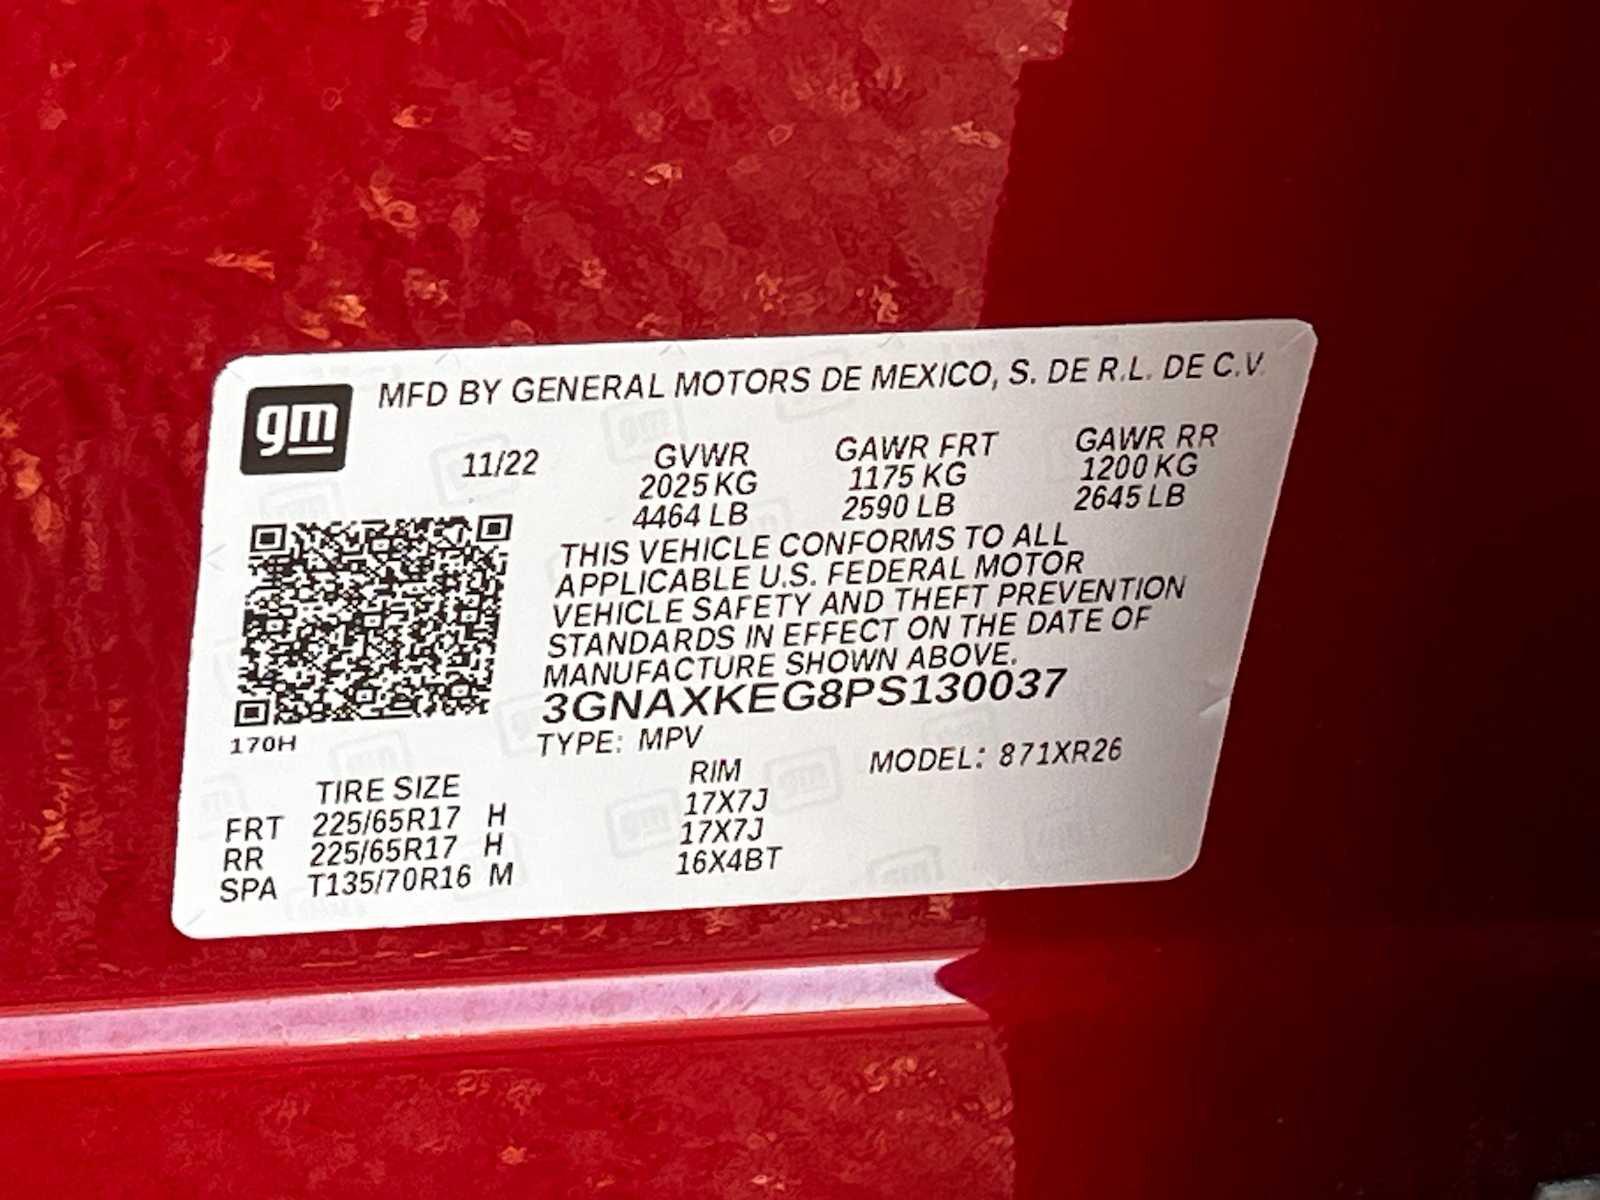 gm
MFD BY GENERAL MOTORS DE MEXICO, S. DE R.L. DE C.V.
11/22 GVWR GAWR FRT GAWR RR
2025 KG 1175 KG 1200 KG
4464 LB 2590 LB 2645 LB
THIS VEHICLE CONFORMS TO ALL
APPLICABLE U.S. FEDERAL MOTOR
VEHICLE SAFETY AND THEFT PREVENTION
STANDARDS IN EFFECT ON THE DATE OF
MANUFACTURE SHOWN ABOVE.
3GNAXKEG8PS130037
170H
TYPE: MPV MODEL: 871XR26
TIRE SIZE RIM
FRT 225/65R17 H 17X7J
RR 225/65R17 H 17X7J
SPA T135/70R16 M 16X4BT